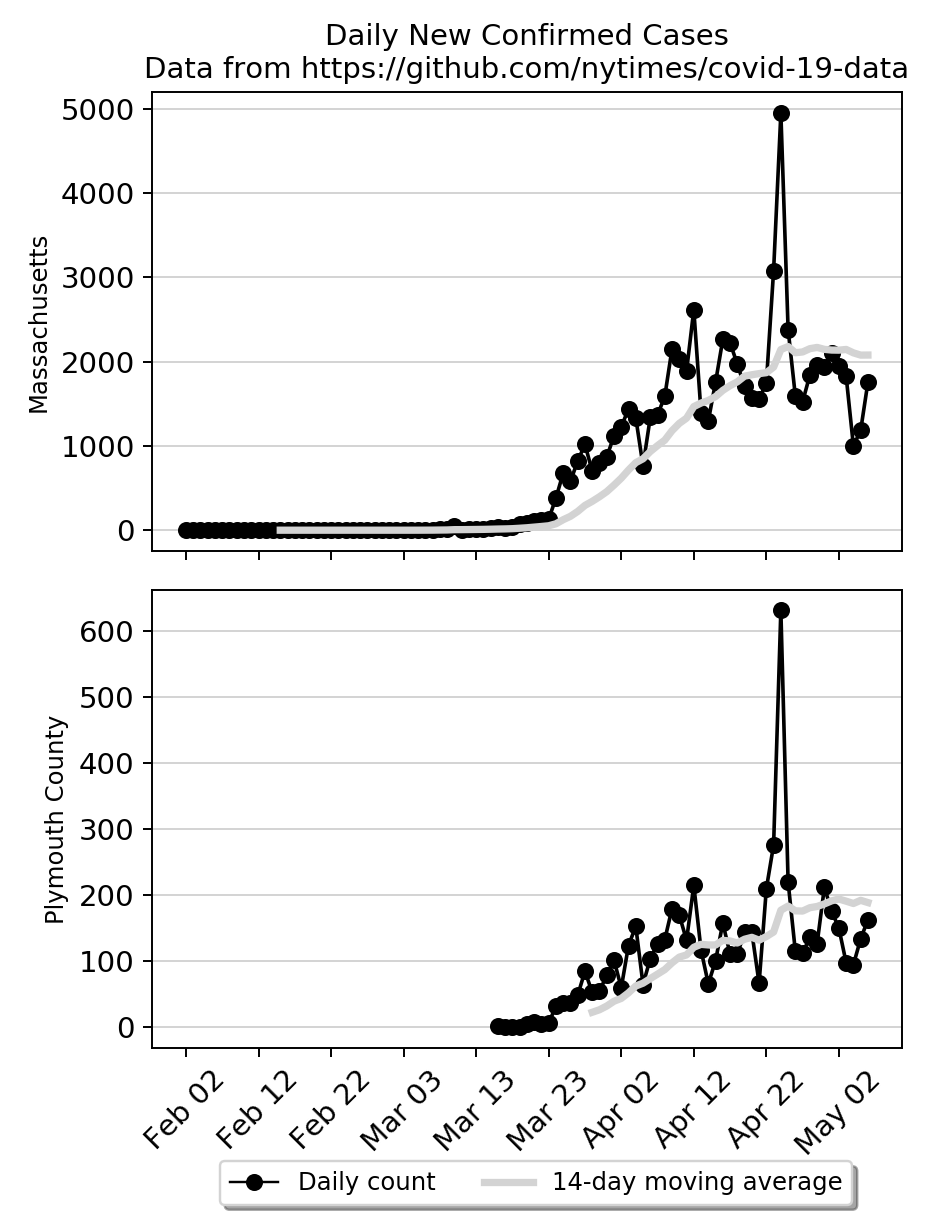 Daily New Confirmed Cases
Data from https://github.com/nytimes/covid-19-data
5000
4000
3000
2000
1000
0
Massachusetts
600
500
400
300
200
100
0
Plymouth County
Feb 02
Feb 12
Feb 22
Mar 03
Mar 13
Mar 23
Apr 02
Apr 12
Apr 22
May 02
Daily count
14-day moving average